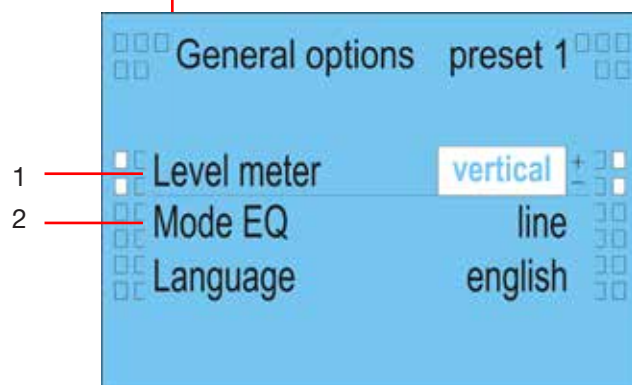 General options preset 1
1 Level meter vertical + -
2 Mode EQ line
Language english